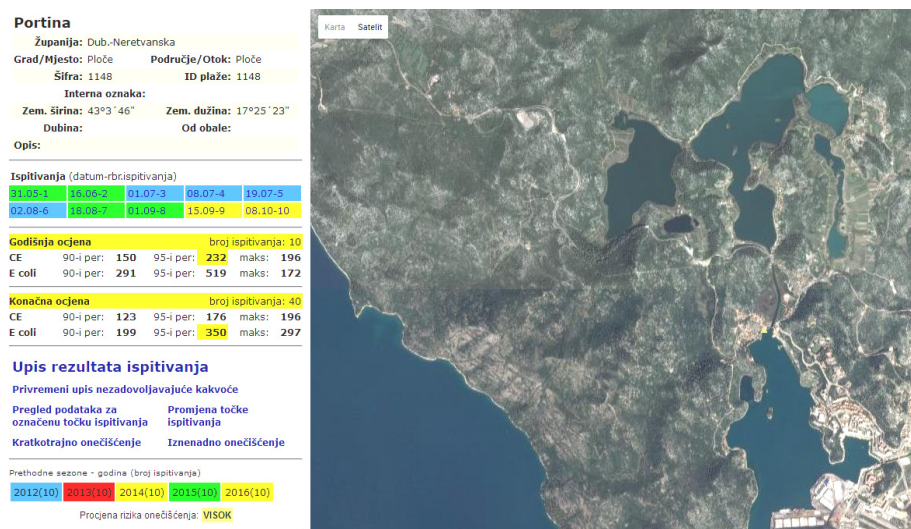 Portina
Županija: Dub.-Neretvanska
Grad/Mjesto: Ploče Područje/Otok: Ploče
Šifra: 1148 ID plaže: 1148
Interna oznaka:
Zem. širina: 43°3´46" Zem. dužina: 17°25´23"
Dubina: Od obale:
Opis:
Ispitivanja (datum-rbr.ispitivanja)
31.05-1 16.06-2 01.07-3 08.07-4 19.07-5
02.08-6 18.08-7 01.09-8 15.09-9 08.10-10
Godišnja ocjena broj ispitivanja: 10
CE 90-i per: 150 95-i per: 232 maks: 196
E coli 90-i per: 291 95-i per: 519 maks: 172
Konačna ocjena broj ispitivanja: 40
CE 90-i per: 123 95-i per: 176 maks: 196
E coli 90-i per: 199 95-i per: 350 maks: 297
Upis rezultata ispitivanja
Privremeni upis nezadovoljavajuće kakvoće
Pregled podataka za
označenu točku ispitivanja
Promjena točke
ispitivanja
Kratkotrajno onečišćenje Iznenadno onečišćenje
Prethodne sezone - godina (broj ispitivanja)
2012(10) 2013(10) 2014(10) 2015(10) 2016(10)
Procjena rizika onečišćenja: VISOK
Karta Satelit